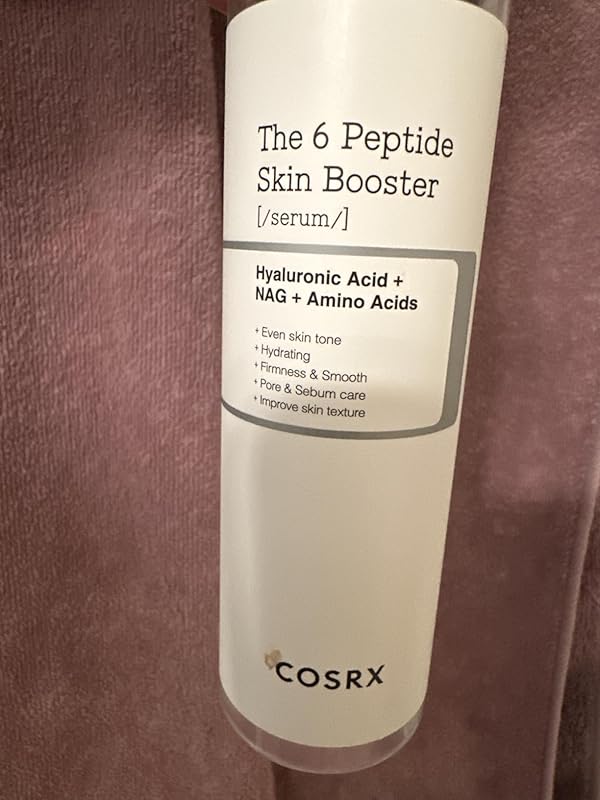 The 6 Peptide
Skin Booster
[/serum/]
Hyaluronic Acid +
NAG + Amino Acids
+ Even skin tone
+ Hydrating
+ Firmness & Smooth
+ Pore & Sebum care
+ Improve skin texture
COSRX